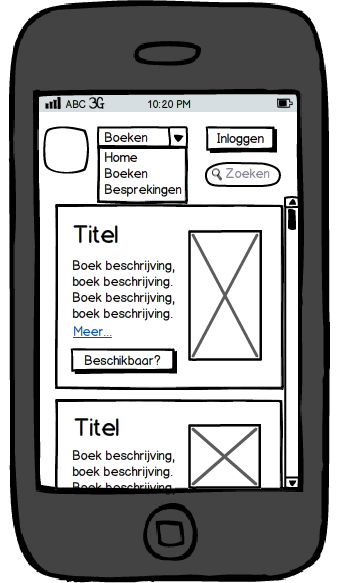 ABC 3G 10:20 PM
Boeken
Inloggen
Home
Boeken
Besprekingen
Zoeken
Titel
Boek beschrijving,
boek beschrijving.
Boek beschrijving,
boek beschrijving.
Meer...
Beschikbaar?
Titel
Boek beschrijving,
boek beschrijving.
Boek beschrijving,